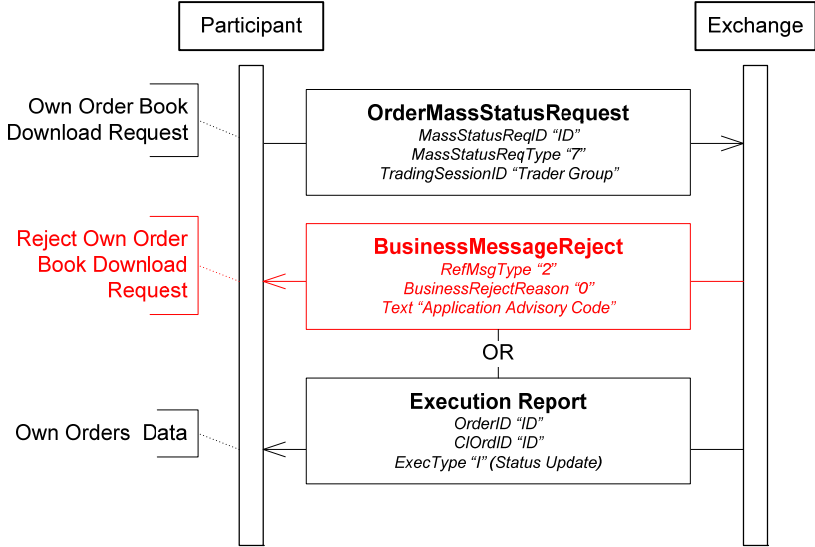 Participant
Exchange
Own Order Book
Download Request
OrderMassStatusRequest
MassStatusReqID “ID”
MassStatusReqType “7”
TradingSessionID “Trader Group”
Reject Own Order
Book Download
Request
BusinessMessageReject
RefMsgType “2”
BusinessRejectReason “0”
Text “Application Advisory Code”
OR
Own Orders Data
Execution Report
OrderID “ID”
ClOrdID “ID”
ExecType “I” (Status Update)